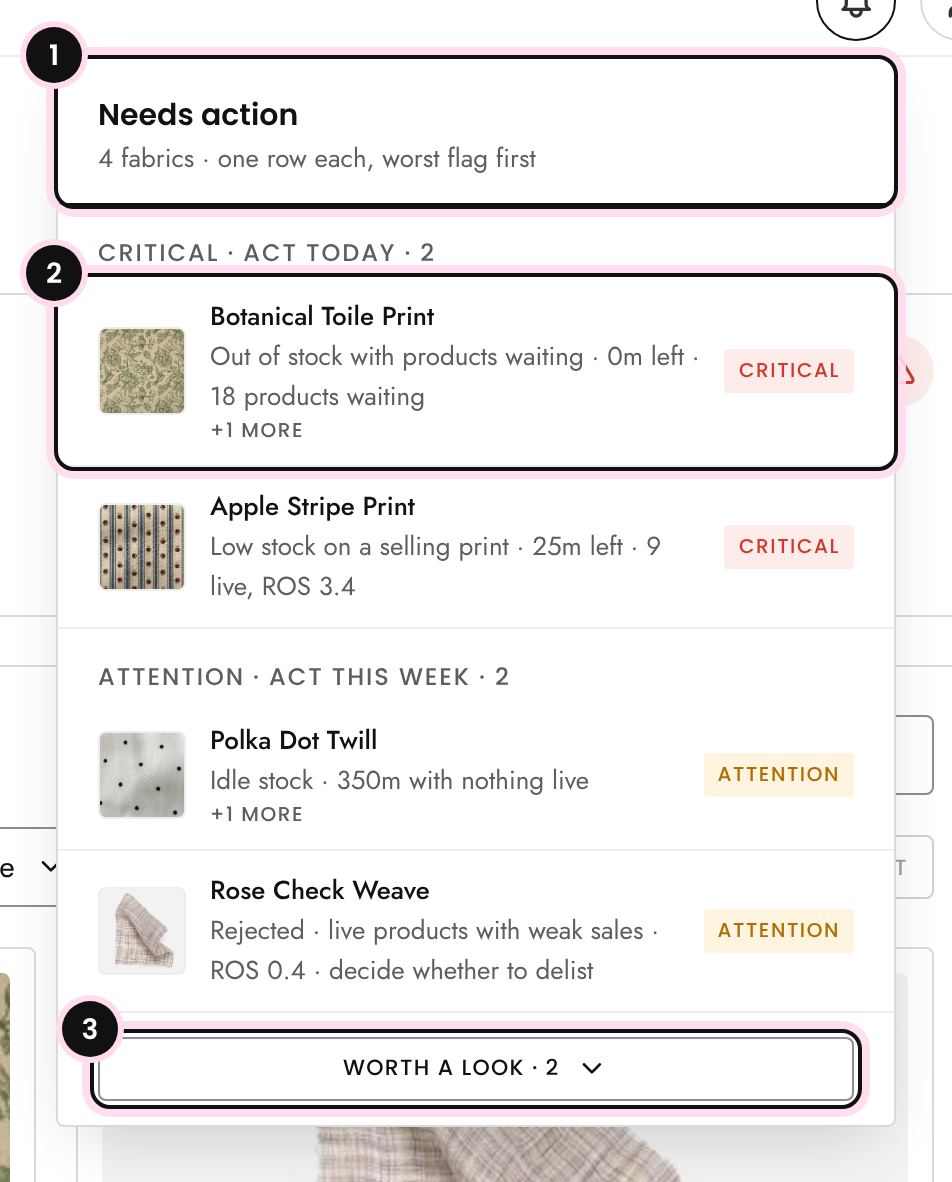 1
Needs action
4 fabrics · one row each, worst flag first
CRITICAL · ACT TODAY · 2
2
Botanical Toile Print
Out of stock with products waiting · 0m left ·
18 products waiting
+1 MORE
CRITICAL
Apple Stripe Print
Low stock on a selling print · 25m left · 9
live, ROS 3.4
CRITICAL
ATTENTION · ACT THIS WEEK · 2
Polka Dot Twill
Idle stock · 350m with nothing live
+1 MORE
ATTENTION
e
T
Rose Check Weave
Rejected · live products with weak sales ·
ROS 0.4 · decide whether to delist
ATTENTION
3
WORTH A LOOK · 2